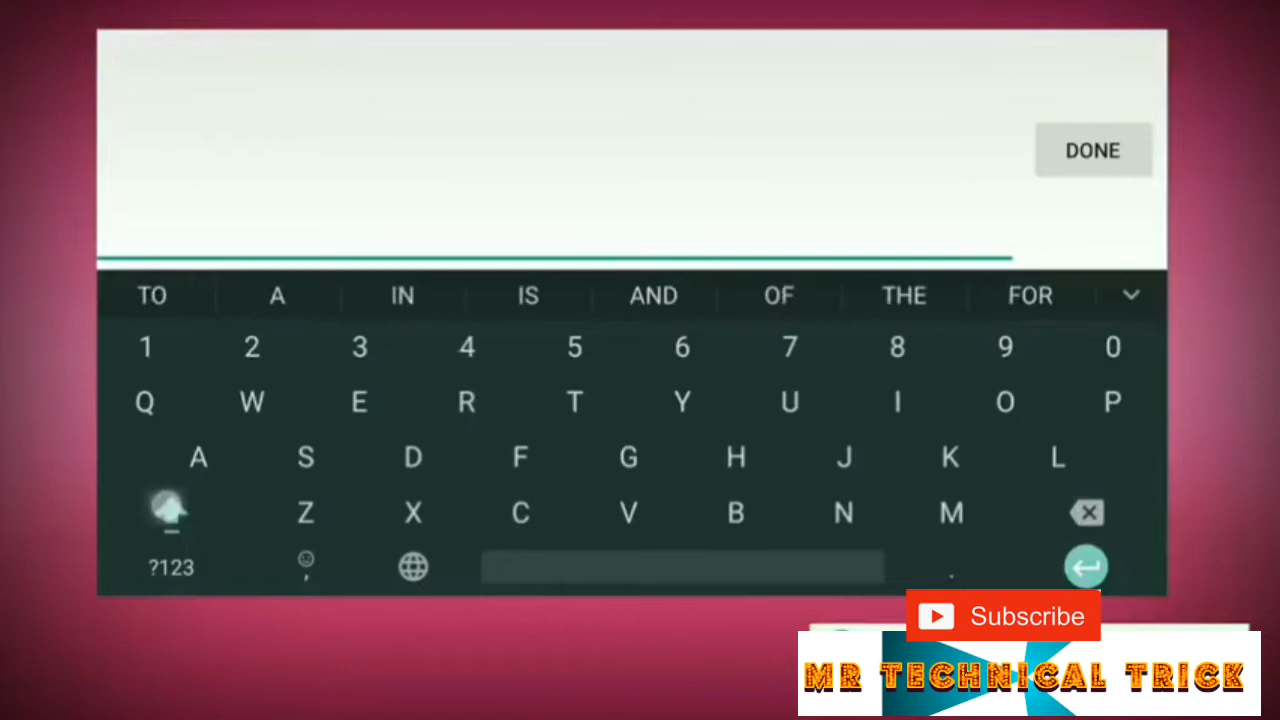 DONE
TO A IN IS AND OF THE FOR
1 2 3 4 5 6 7 8 9 0
Q W E R T Y U I O P
A S D F G H J K L
Z X C V B N M
?123 , .
Subscribe
MR TECHNICAL TRICK